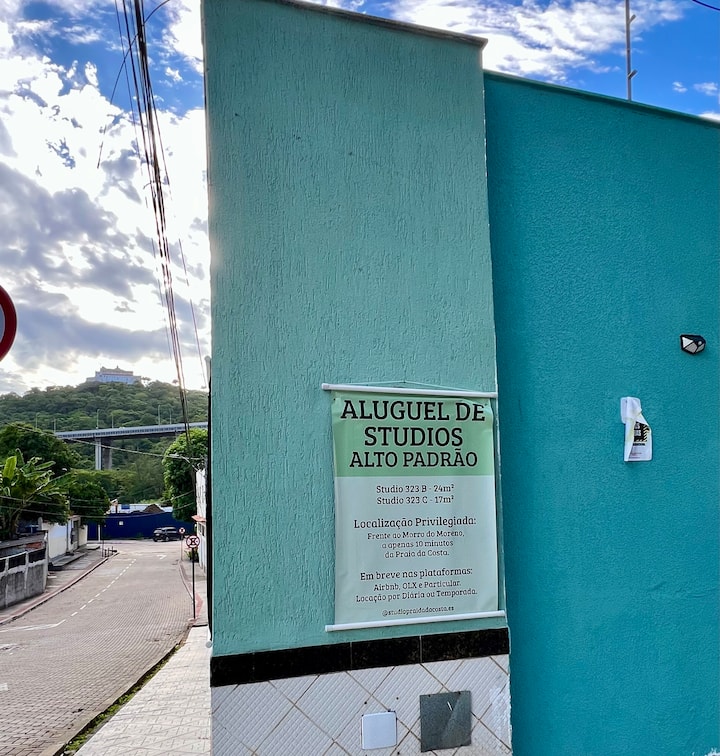 ALUGUEL DE
STUDIOS
ALTO PADRÃO
Studio 323 B - 24m²
Studio 323 C - 17m²
Localização Privilegiada:
Frente ao Morro do Moreno,
a apenas 10 minutos
da Praia da Costa.
Em breve nas plataformas:
Airbnb, OLX e Particular.
Locação por Diária ou Temporada.
@studiopraiadacosta.es